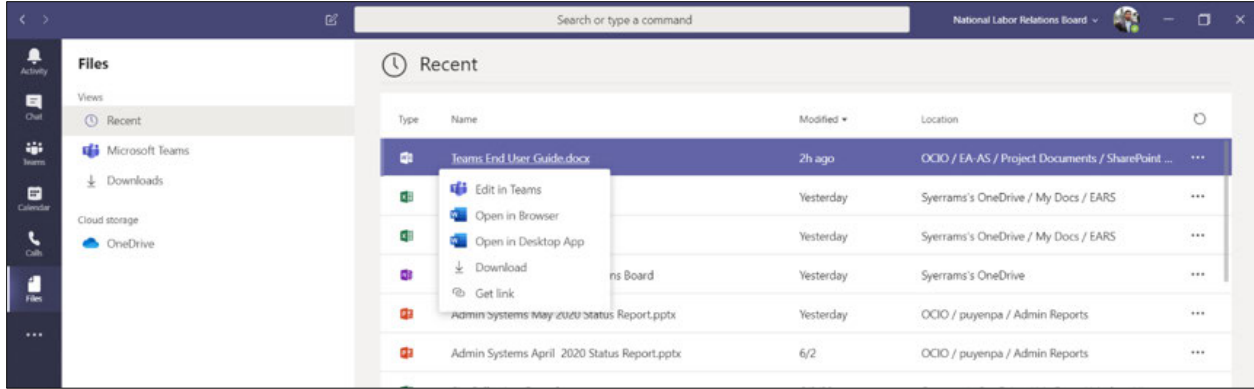 Search or type a command
National Labor Relations Board
Activity
Chat
Teams
Calendar
Calls
Files
Files
Views
Recent
Microsoft Teams
Downloads
Cloud storage
OneDrive
Recent
Type Name Modified Location
Teams End User Guide.docx 2h ago OCIO / EA-AS / Project Documents / SharePoint ...
Edit in Teams
Open in Browser
Open in Desktop App
Download
Get link
Yesterday Syerrams's OneDrive / My Docs / EARS
Yesterday Syerrams's OneDrive / My Docs / EARS
ns Board Yesterday Syerrams's OneDrive
Admin Systems May 2020 Status Report.pptx Yesterday OCIO / puyenpa / Admin Reports
Admin Systems April 2020 Status Report.pptx 6/2 OCIO / puyenpa / Admin Reports